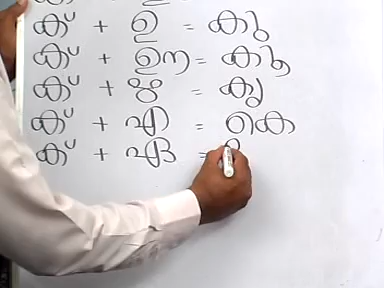 ക് + ഉ = കു
ക് + ഊ = കൂ
ക് + ഋ = കൃ
ക് + എ = കെ
ക് + ഏ =